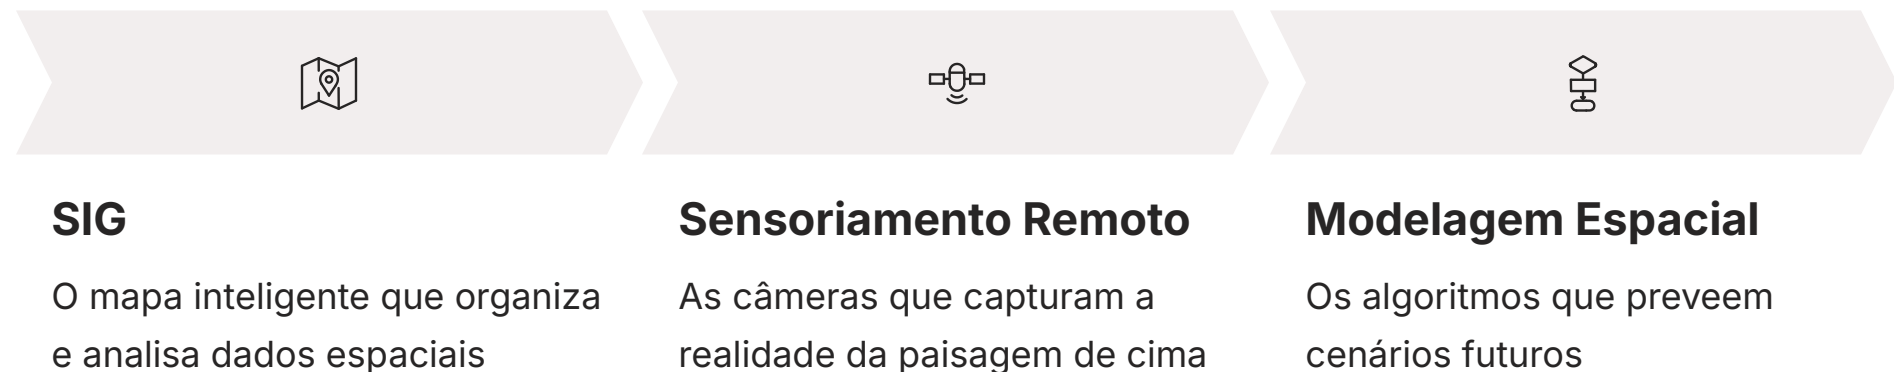 SIG
O mapa inteligente que organiza
e analisa dados espaciais
Sensoriamento Remoto
As câmeras que capturam a
realidade da paisagem de cima
Modelagem Espacial
Os algoritmos que preveem
cenários futuros